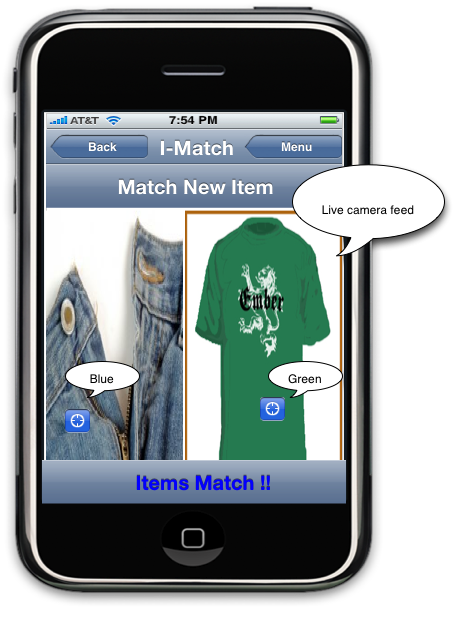 AT&T 7:54 PM
Back I-Match Menu
Match New Item
Live camera feed
Ember
Blue
Green
Items Match !!